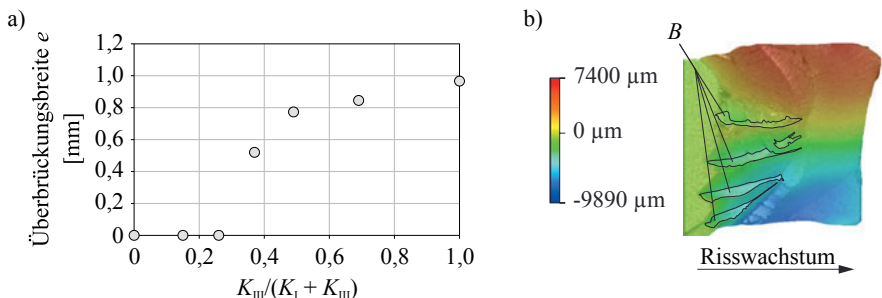 a)
Überbrückungsbreite e
[mm]
1,2
1,0
0,8
0,6
0,4
0,2
0
0 0,2 0,4 0,6 0,8 1,0
K_III/(K_I + K_III)
b)
B
7400 µm
0 µm
-9890 µm
Risswachstum